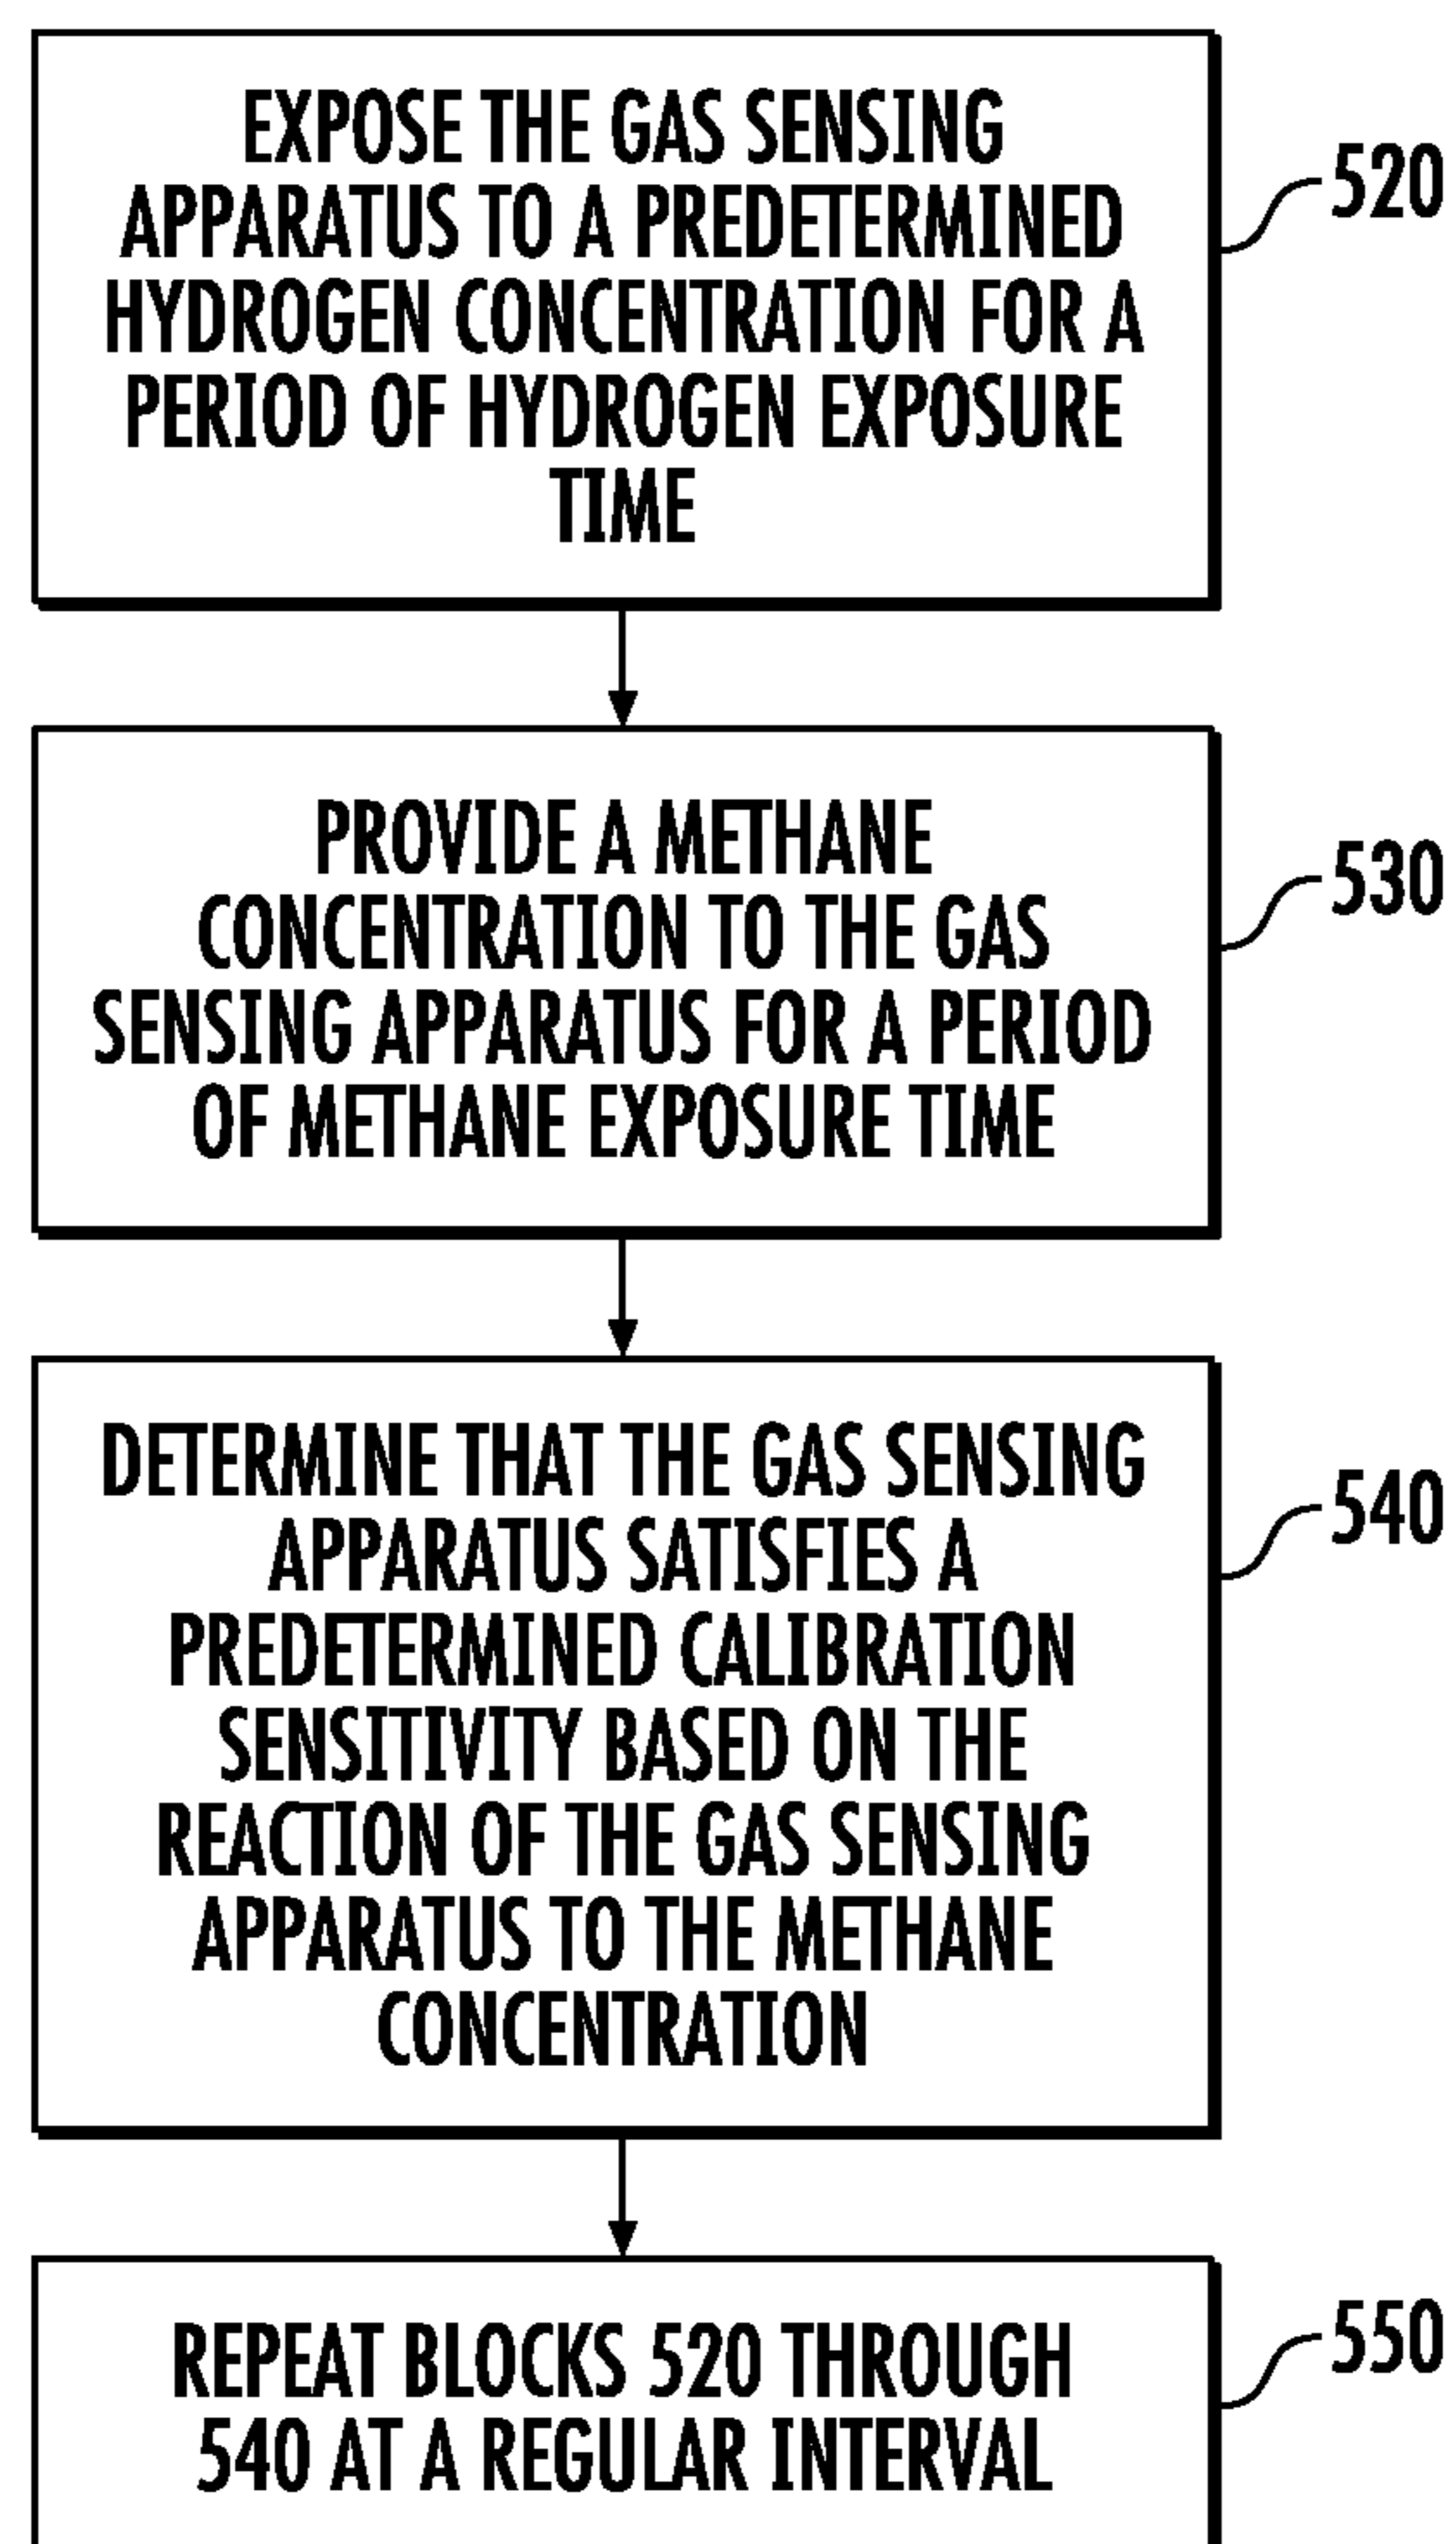 EXPOSE THE GAS SENSING
APPARATUS TO A PREDETERMINED
HYDROGEN CONCENTRATION FOR A
PERIOD OF HYDROGEN EXPOSURE
TIME
520
PROVIDE A METHANE
CONCENTRATION TO THE GAS
SENSING APPARATUS FOR A PERIOD
OF METHANE EXPOSURE TIME
530
DETERMINE THAT THE GAS SENSING
APPARATUS SATISFIES A
PREDETERMINED CALIBRATION
SENSITIVITY BASED ON THE
REACTION OF THE GAS SENSING
APPARATUS TO THE METHANE
CONCENTRATION
540
REPEAT BLOCKS 520 THROUGH
540 AT A REGULAR INTERVAL
550